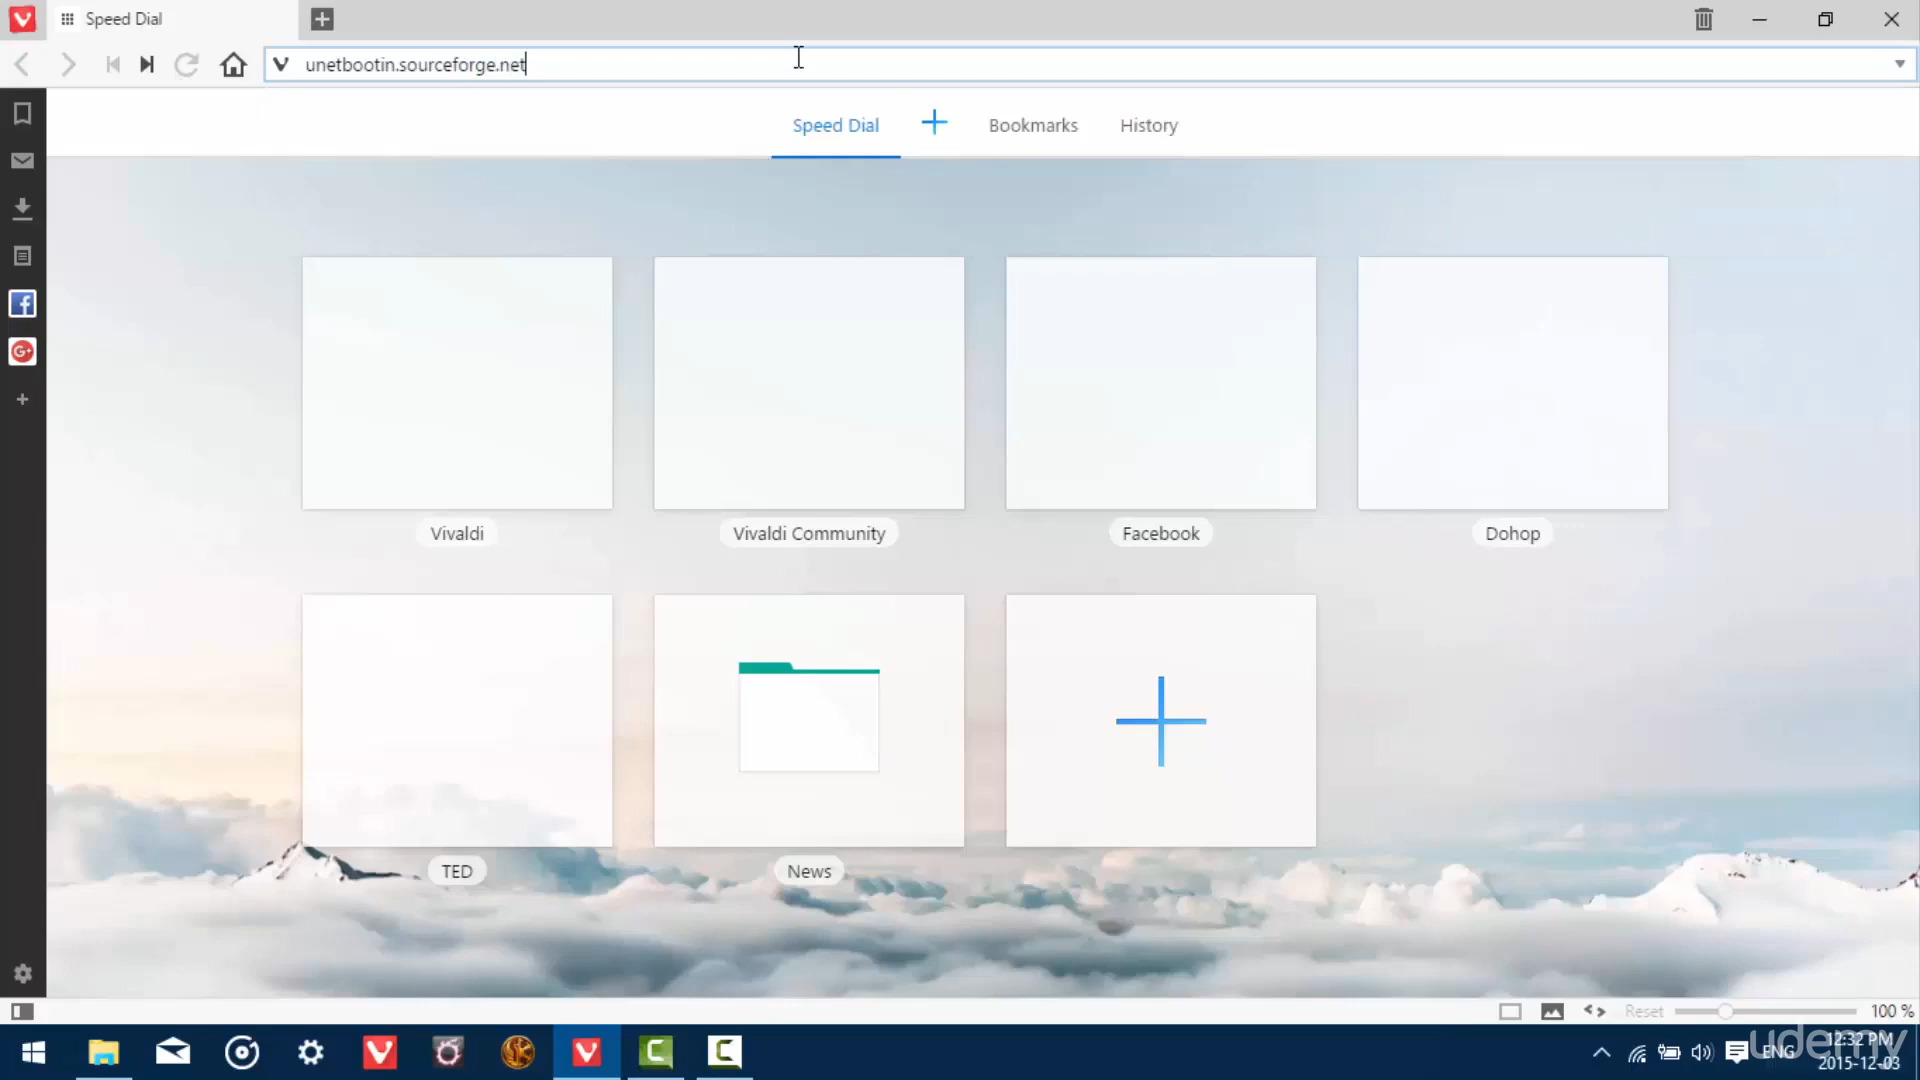 Speed Dial
unetbootin.sourceforge.net
Speed Dial Bookmarks History
Vivaldi Vivaldi Community Facebook Dohop
TED News
Reset 100 %
ENG 12:32 PM
2015-12-03
udemy